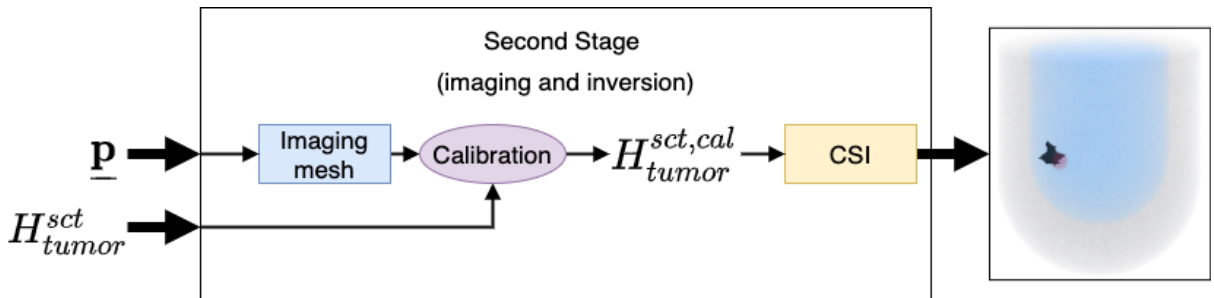 Second Stage
(imaging and inversion)
p
Imaging
mesh
Calibration
H^{sct,cal}_{tumor}
CSI
H^{sct}_{tumor}